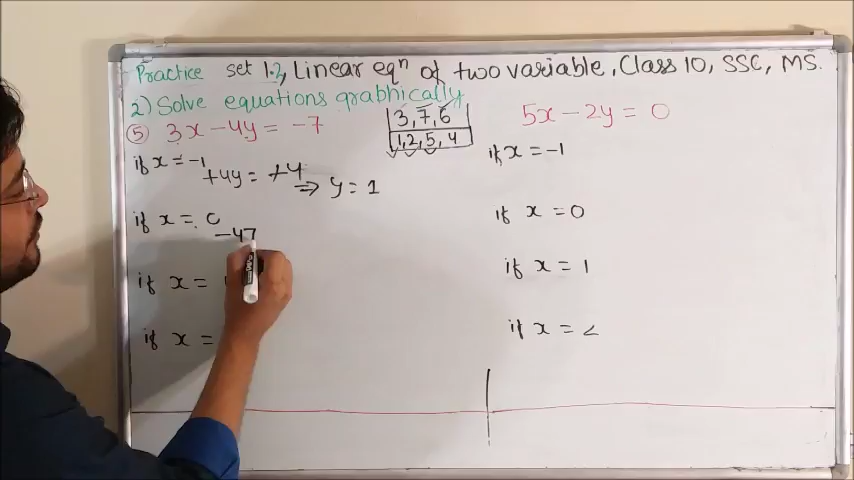 Practice set 1.2, Linear eqⁿ of two variable, Class 10, SSC, MS.
2) Solve equations graphically
3, 7, 6
1, 2, 5, 4
⑤ 3x - 4y = -7
if x = -1
+4y = +4 ⇒ y = 1
if x = 0
-47
if x =
if x =
5x - 2y = 0
if x = -1
if x = 0
if x = 1
if x = 2